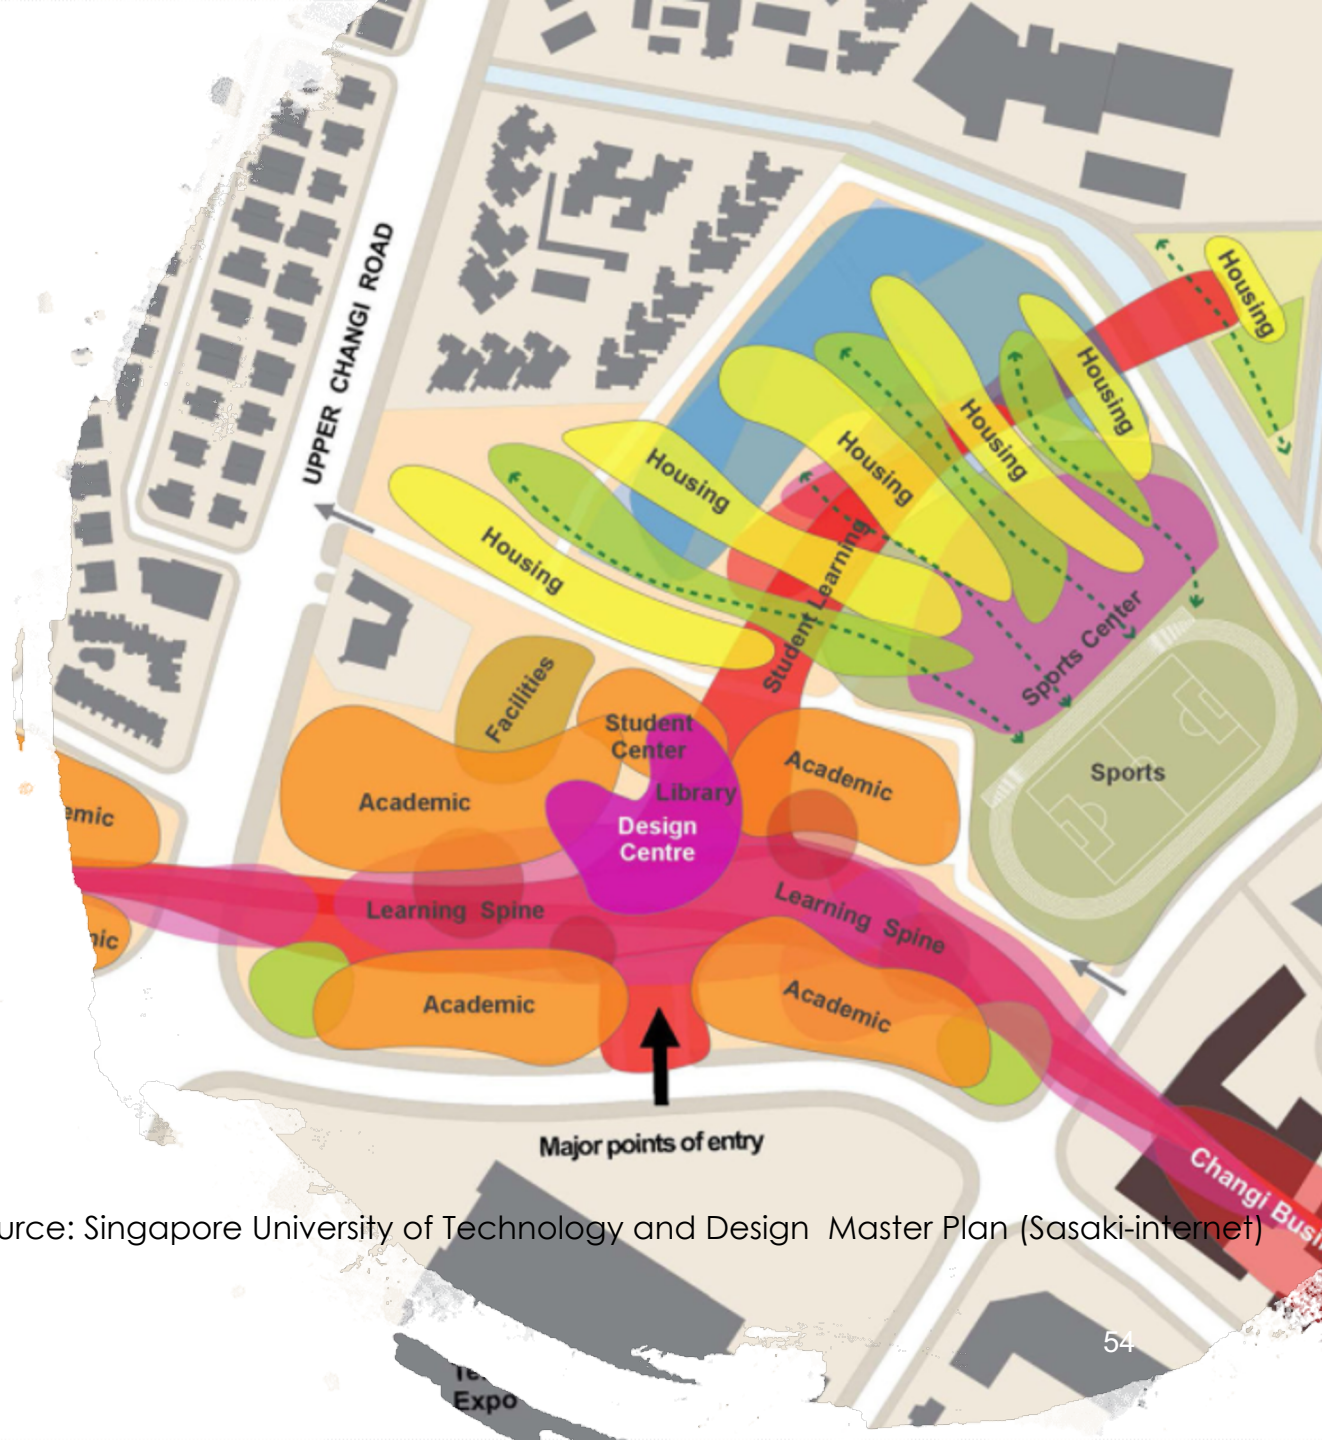 Housing
UPPER CHANGI ROAD
Housing
Housing
Housing
Housing
Housing
Student Learning
Sports Center
Facilities
Student
Center
Academic
Sports
Academic
Library
Design
Centre
emic
Learning Spine
Learning Spine
nic
Academic
Academic
Major points of entry
Changi Busi
urce: Singapore University of Technology and Design Master Plan (Sasaki-internet)
54
Expo